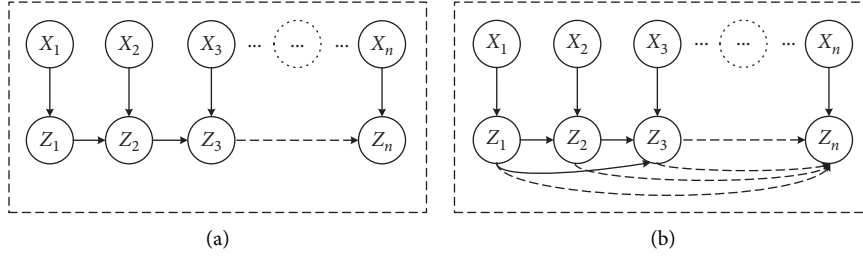 X1 X2 X3 ... ... ... Xn
Z1 Z2 Z3 Zn
(a)
X1 X2 X3 ... ... ... Xn
Z1 Z2 Z3 Zn
(b)